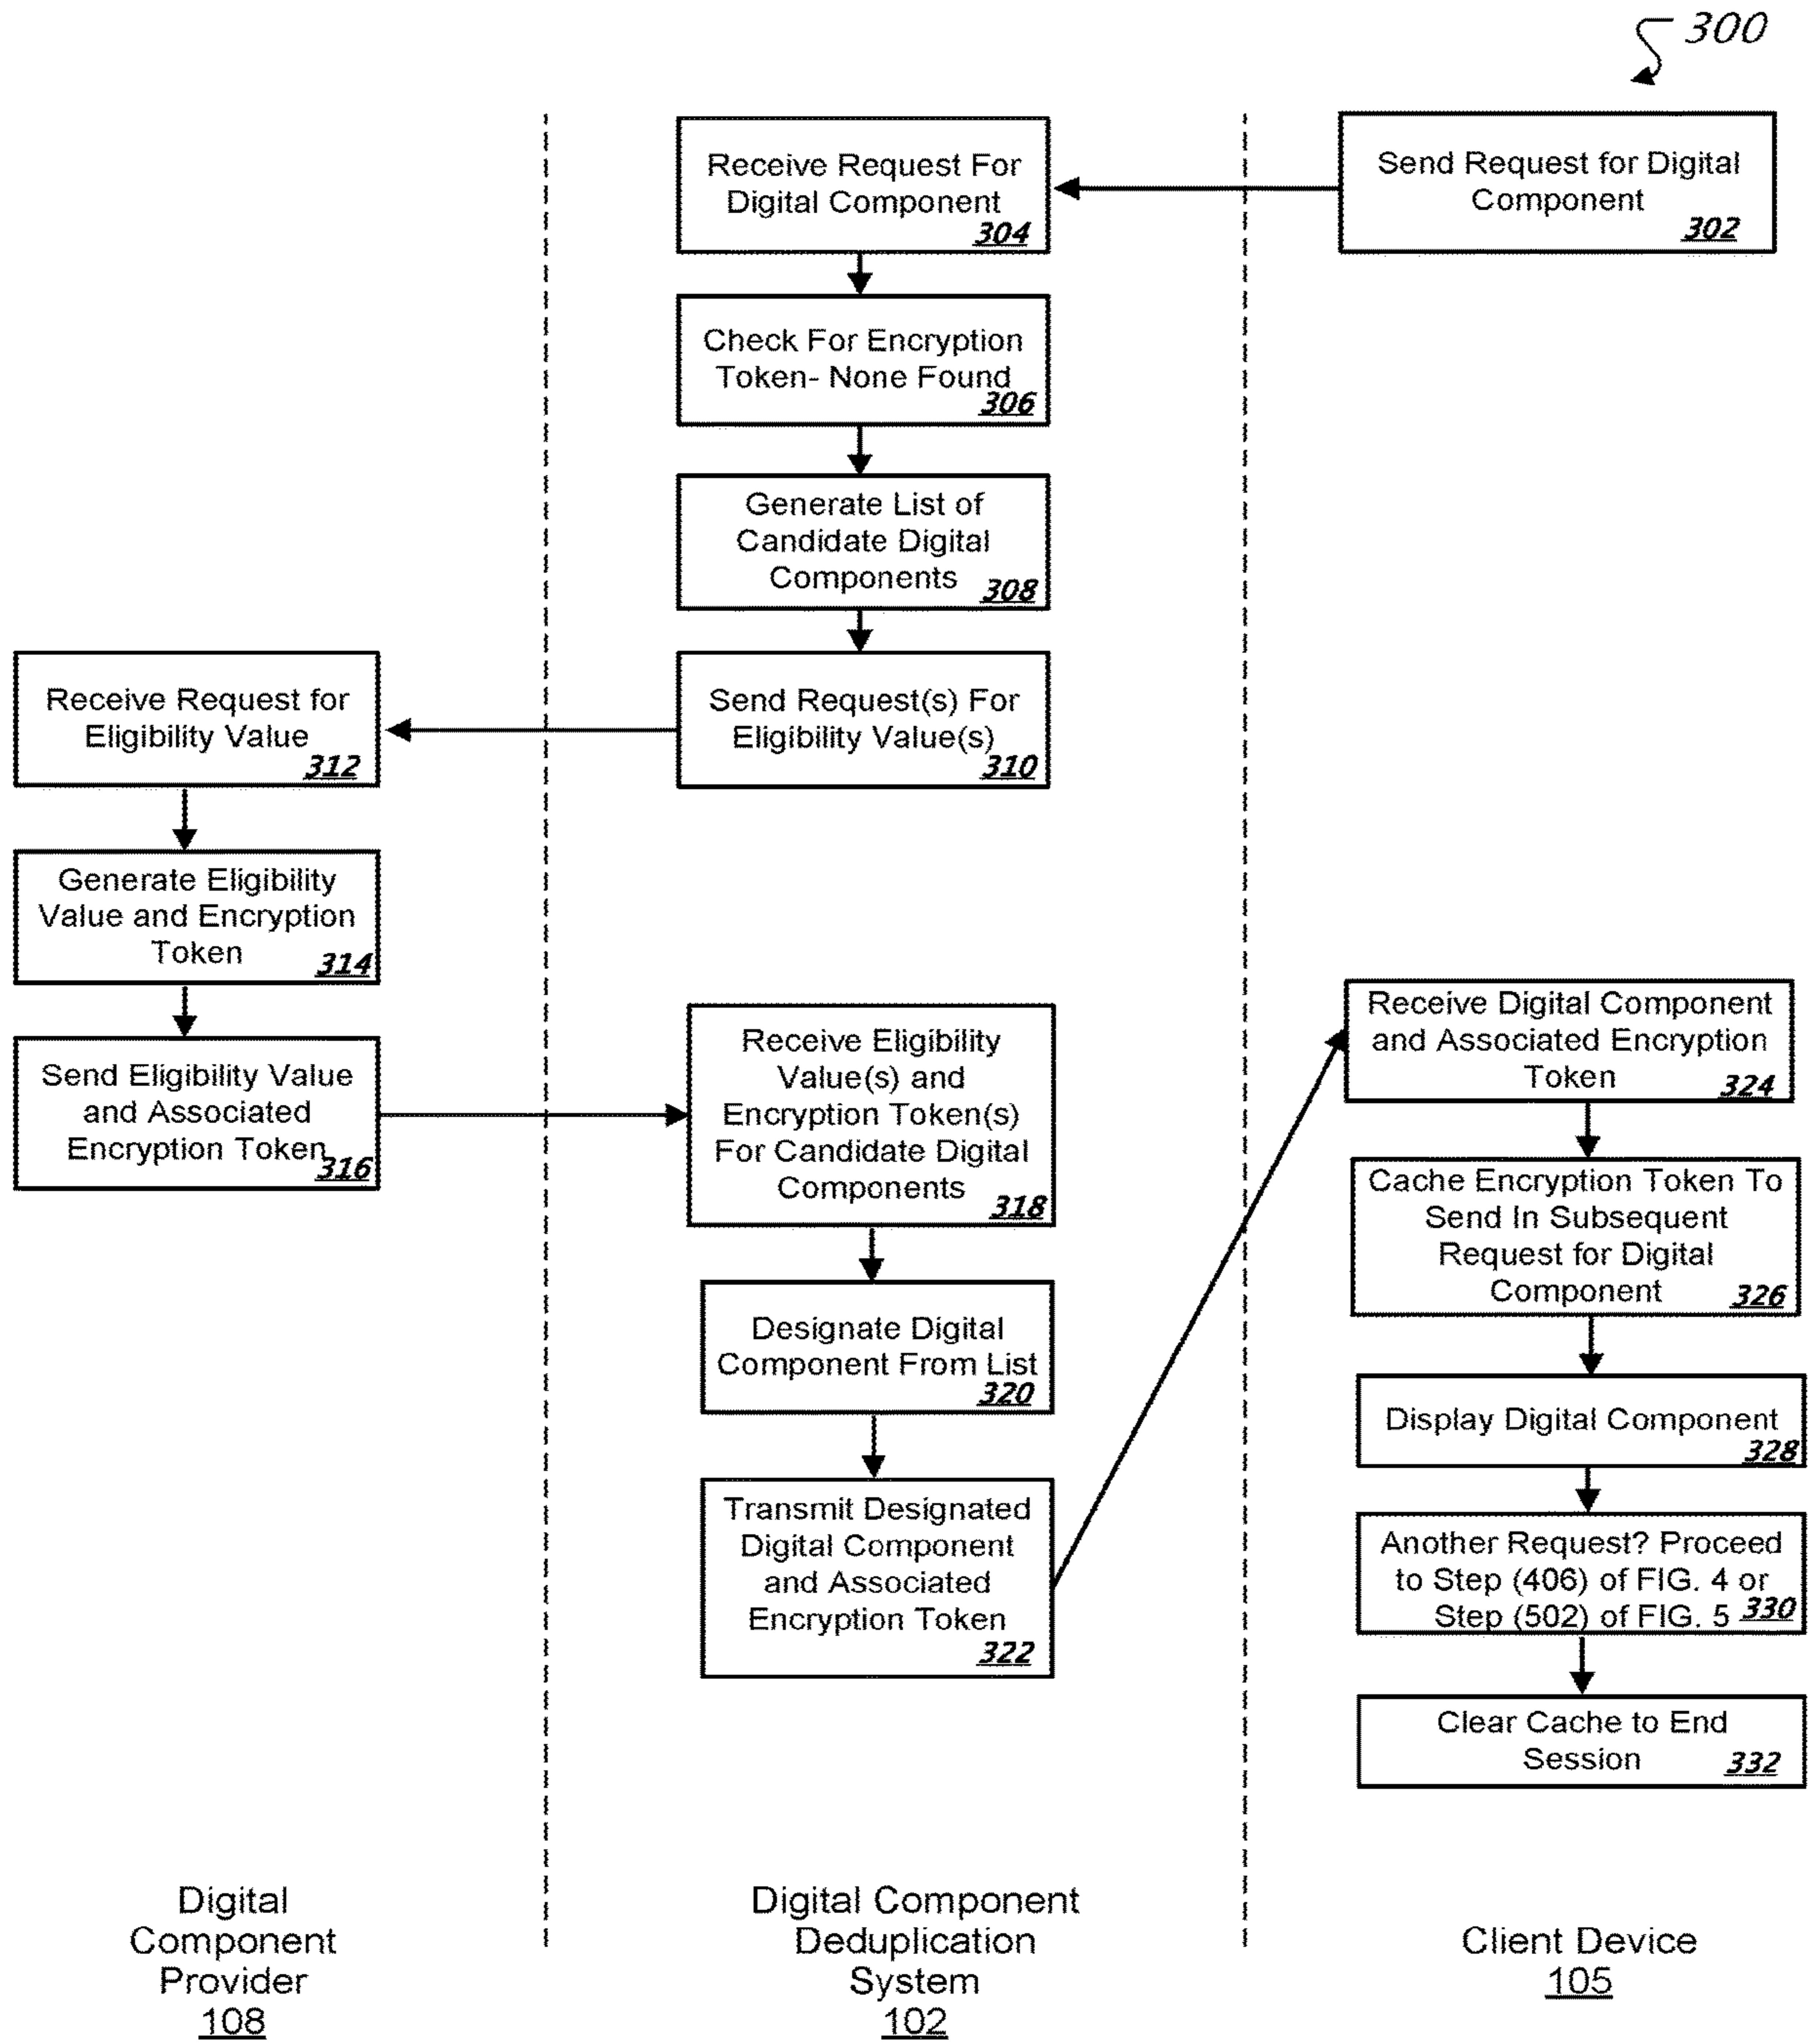 300
Send Request for Digital
Component
302
Receive Request For
Digital Component
304
Check For Encryption
Token- None Found
306
Generate List of
Candidate Digital
Components
308
Send Request(s) For
Eligibility Value(s)
310
Receive Request for
Eligibility Value
312
Generate Eligibility
Value and Encryption
Token
314
Send Eligibility Value
and Associated
Encryption Token
316
Receive Eligibility
Value(s) and
Encryption Token(s)
For Candidate Digital
Components
318
Designate Digital
Component From List
320
Transmit Designated
Digital Component
and Associated
Encryption Token
322
Receive Digital Component
and Associated Encryption
Token
324
Cache Encryption Token To
Send In Subsequent
Request for Digital
Component
326
Display Digital Component
328
Another Request? Proceed
to Step (406) of FIG. 4 or
Step (502) of FIG. 5
330
Clear Cache to End
Session
332
Digital
Component
Provider
108
Digital Component
Deduplication
System
102
Client Device
105